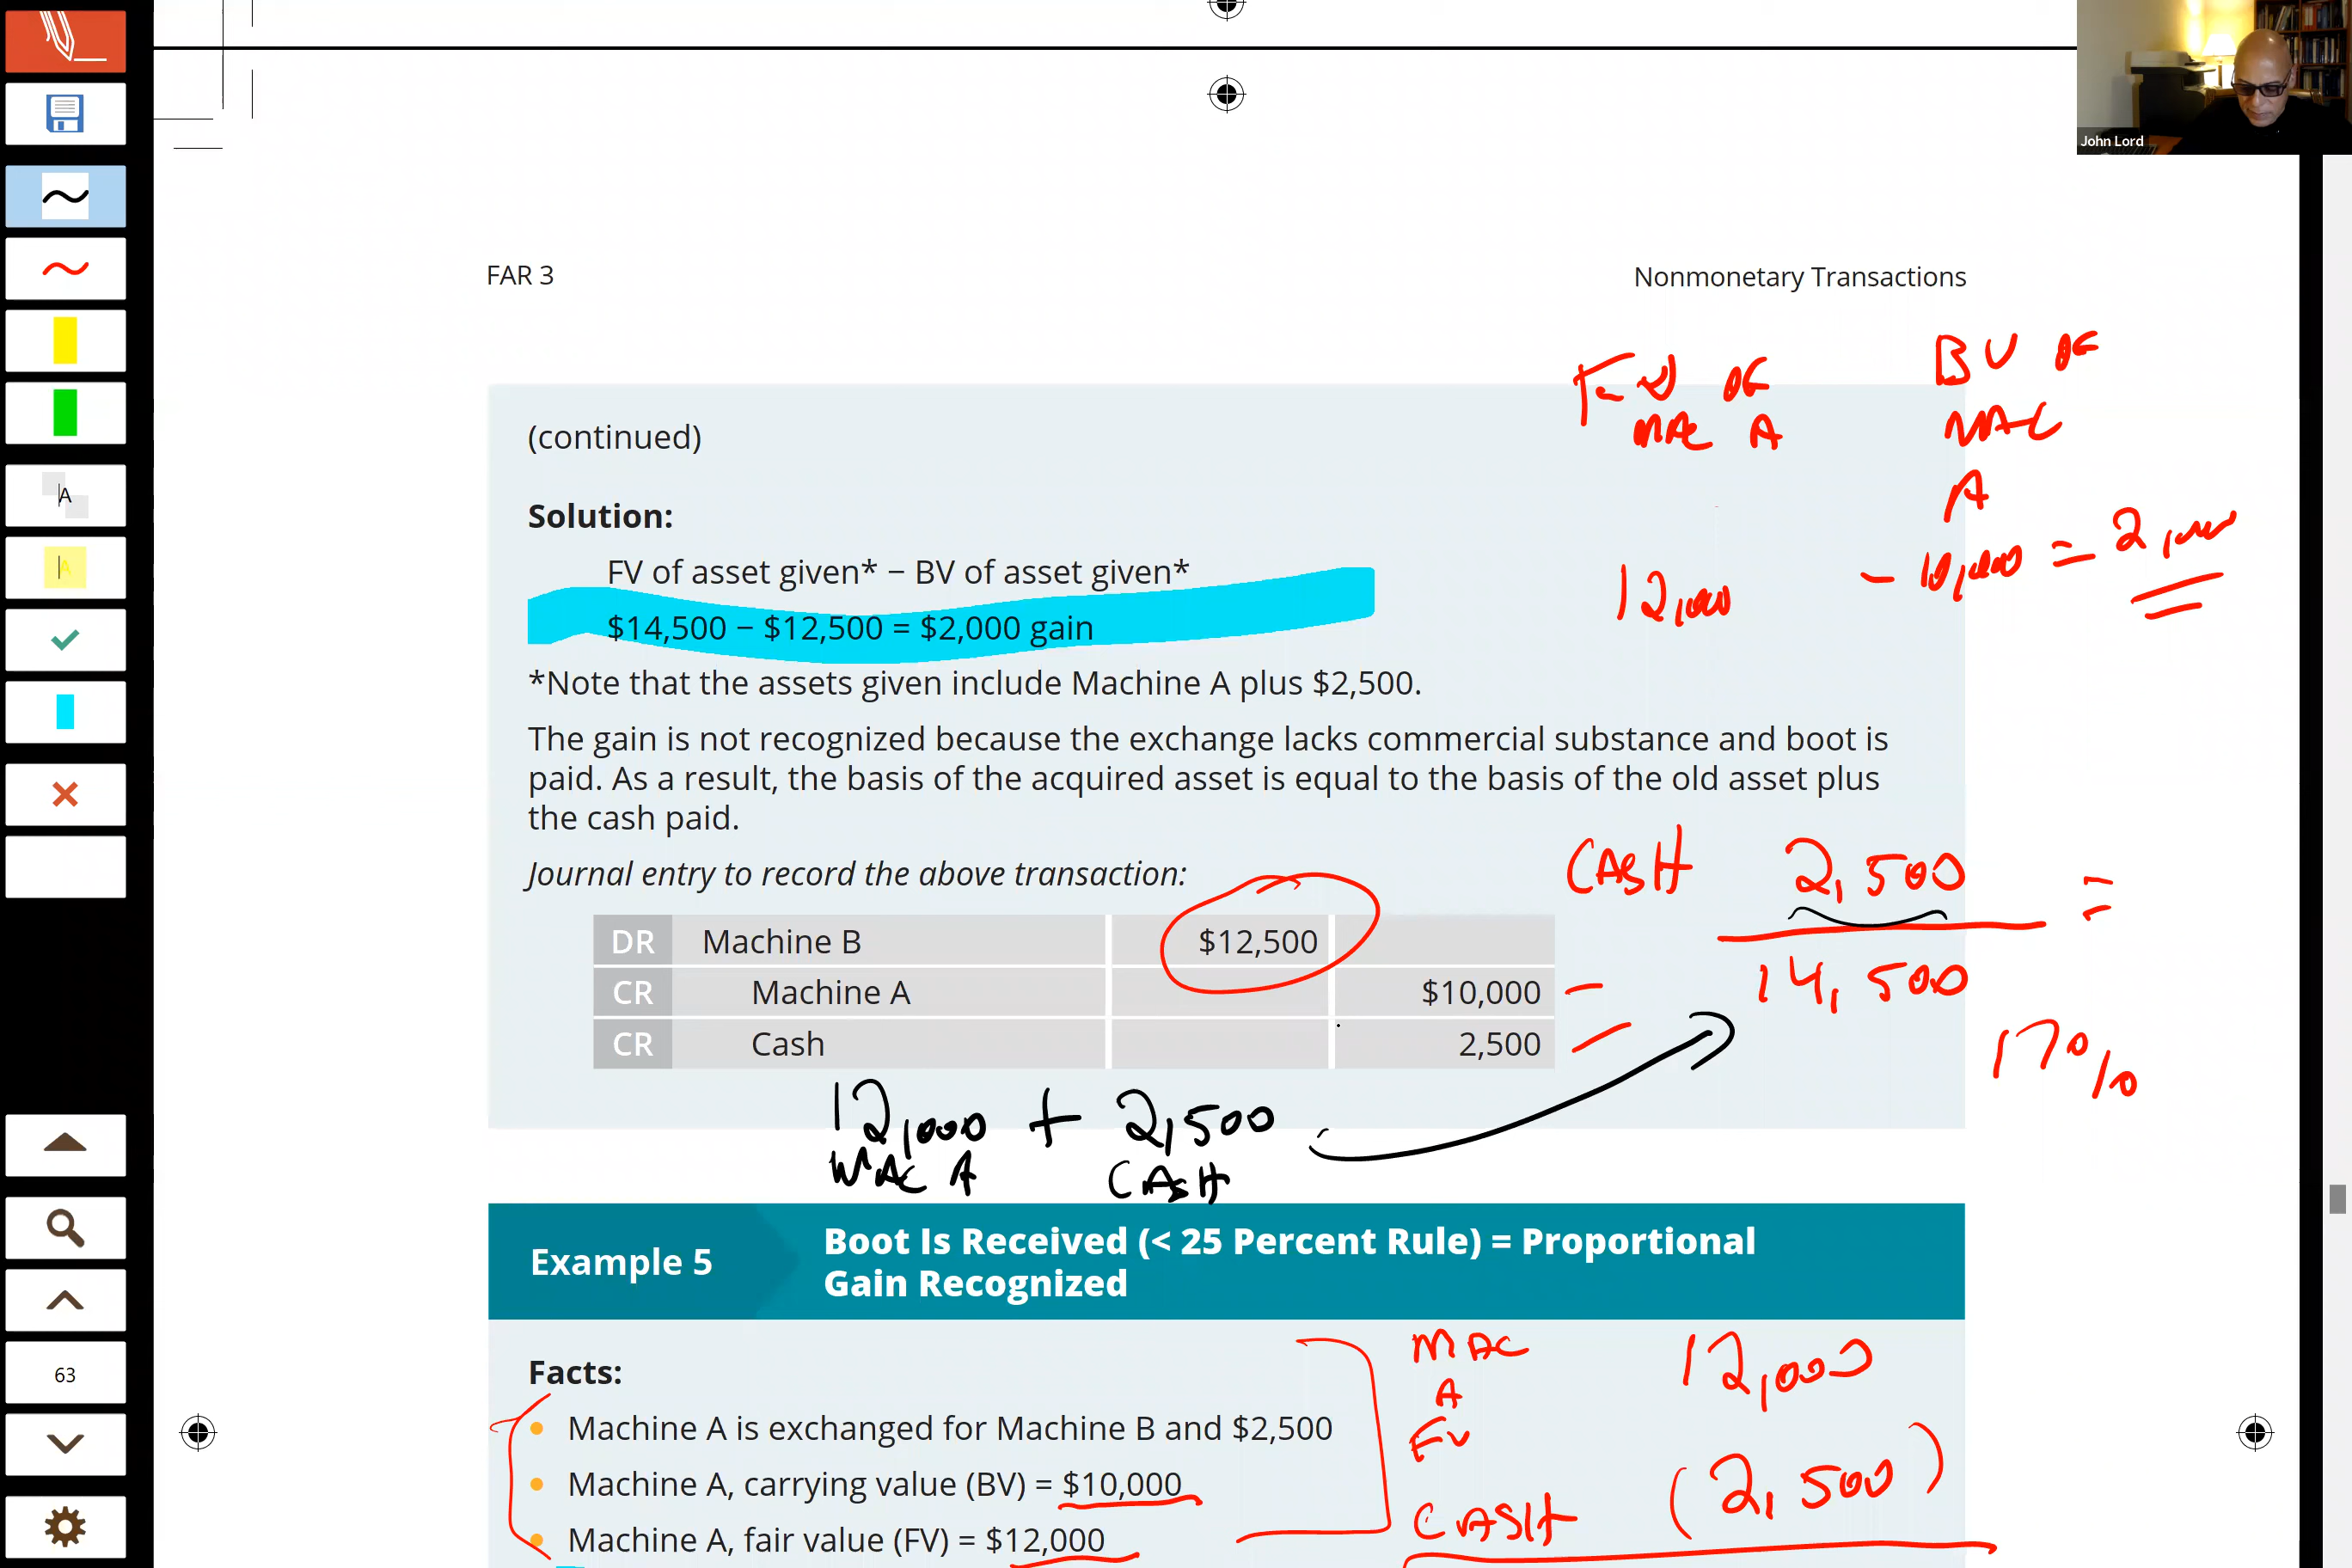 John Lord
FAR 3
Nonmonetary Transactions
FV OF MAC A
BV OF MAC A
12,000 - 10,000 = 2,000
(continued)
Solution:
FV of asset given* − BV of asset given*
$14,500 − $12,500 = $2,000 gain
*Note that the assets given include Machine A plus $2,500.
The gain is not recognized because the exchange lacks commercial substance and boot is
paid. As a result, the basis of the acquired asset is equal to the basis of the old asset plus
the cash paid.
Journal entry to record the above transaction:
DR Machine B $12,500
CR Machine A $10,000
CR Cash 2,500
CASH 2,500 =
14,500
17%
12,000 + 2,500
MAC A CASH
Example 5
Boot Is Received (< 25 Percent Rule) = Proportional
Gain Recognized
Facts:
• Machine A is exchanged for Machine B and $2,500
• Machine A, carrying value (BV) = $10,000
• Machine A, fair value (FV) = $12,000
MAC A FV 12,000
CASH (2,500)
A
A
63